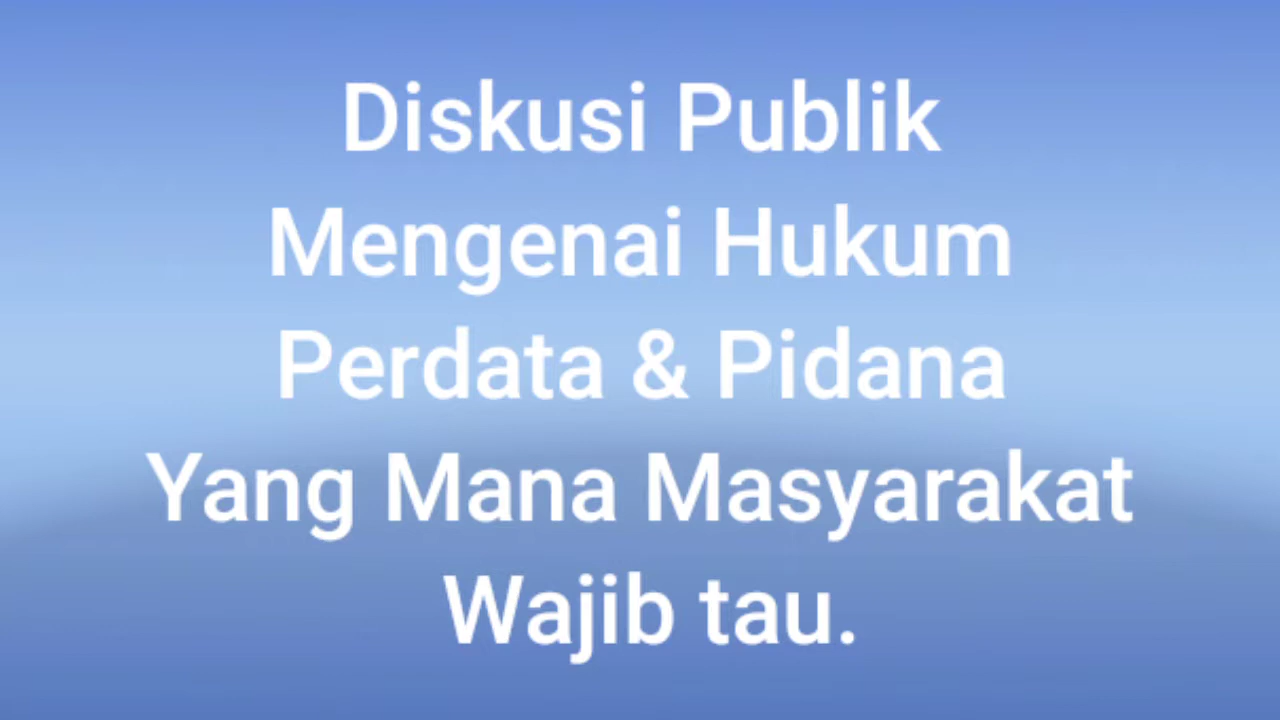 Diskusi Publik
Mengenai Hukum
Perdata & Pidana
Yang Mana Masyarakat
Wajib tau.